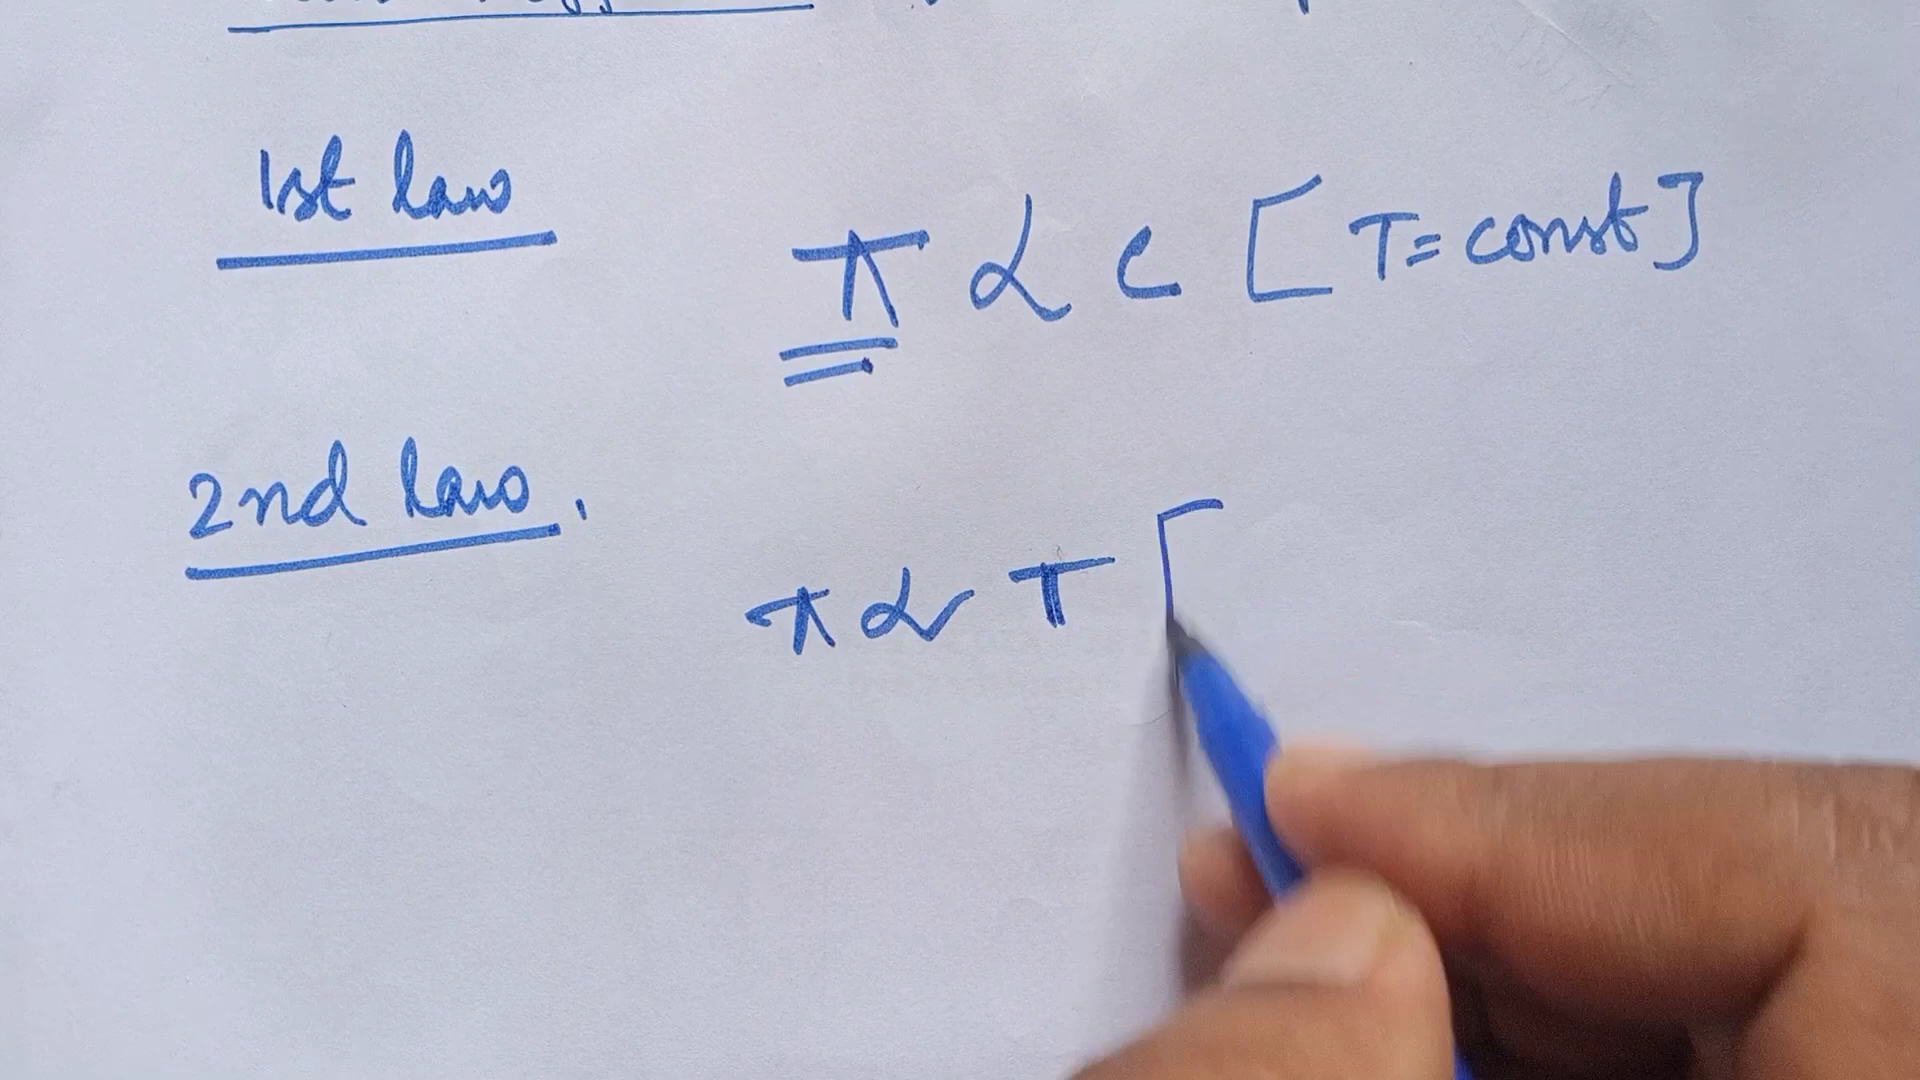 1st law
π α c [T = const]
2nd law.
π α T [